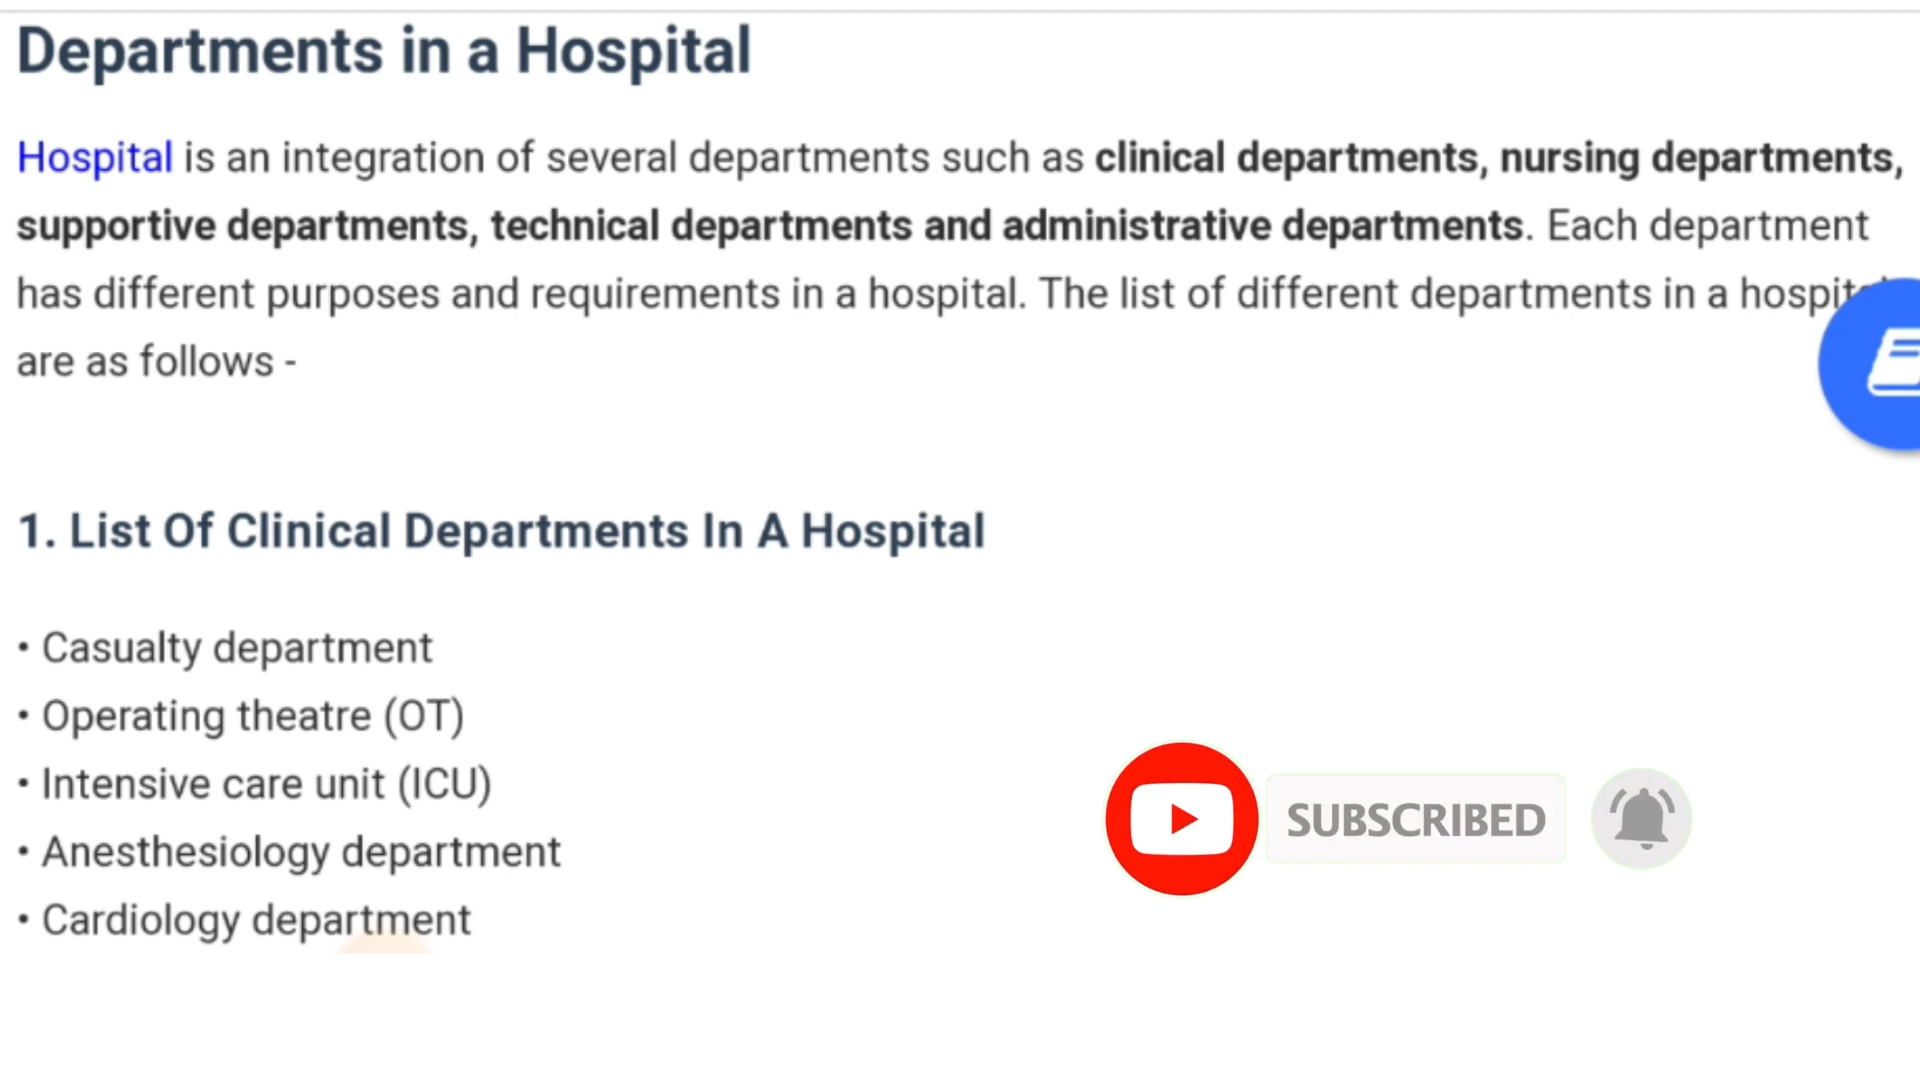 Departments in a Hospital
Hospital is an integration of several departments such as clinical departments, nursing departments,
supportive departments, technical departments and administrative departments. Each department
has different purposes and requirements in a hospital. The list of different departments in a hospital
are as follows -
1. List Of Clinical Departments In A Hospital
• Casualty department
• Operating theatre (OT)
• Intensive care unit (ICU)
• Anesthesiology department
• Cardiology department
SUBSCRIBED